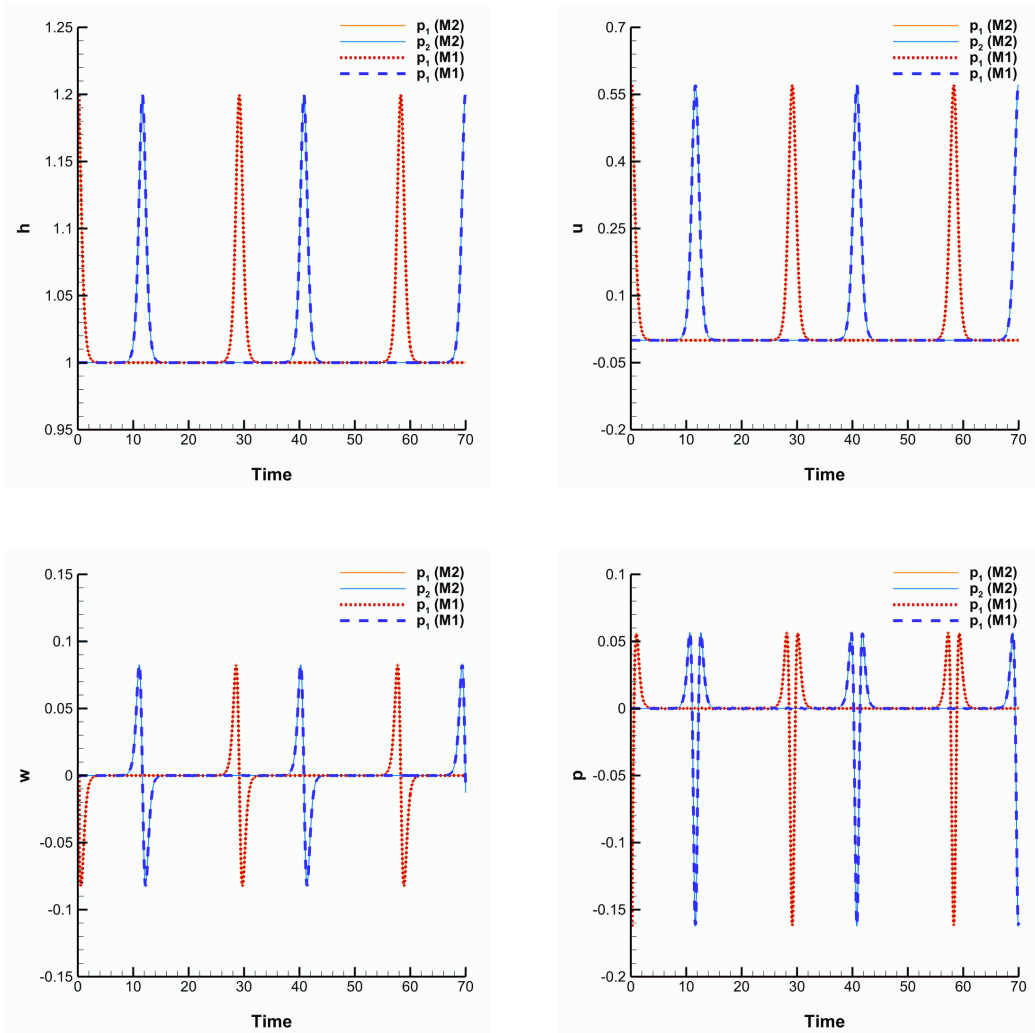 p1 (M2)
p2 (M2)
p1 (M1)
p1 (M1)
1.25
1.2
1.15
1.1
1.05
1
0.95
h
0 10 20 30 40 50 60 70
Time
p1 (M2)
p2 (M2)
p1 (M1)
p1 (M1)
0.7
0.55
0.4
0.25
0.1
-0.05
-0.2
u
0 10 20 30 40 50 60 70
Time
p1 (M2)
p2 (M2)
p1 (M1)
p1 (M1)
0.15
0.1
0.05
0
-0.05
-0.1
-0.15
w
0 10 20 30 40 50 60 70
Time
p1 (M2)
p2 (M2)
p1 (M1)
p1 (M1)
0.1
0.05
0
-0.05
-0.1
-0.15
-0.2
p
0 10 20 30 40 50 60 70
Time